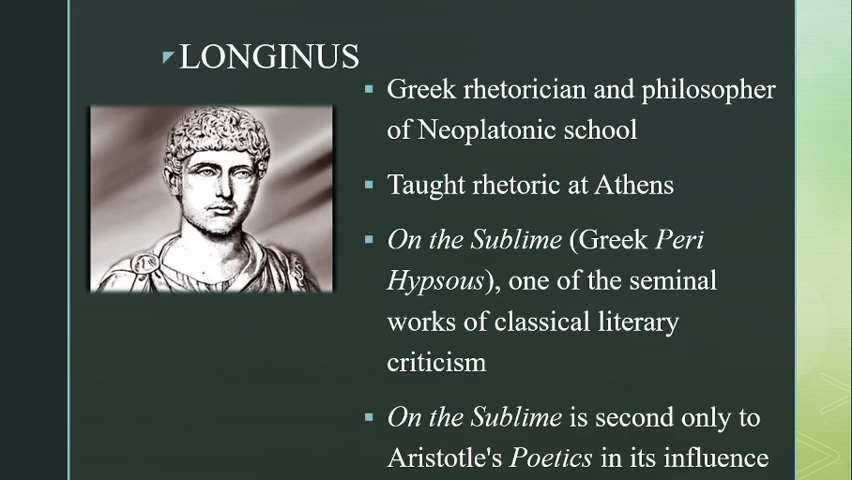 LONGINUS
Greek rhetorician and philosopher
of Neoplatonic school
Taught rhetoric at Athens
On the Sublime (Greek Peri
Hypsous), one of the seminal
works of classical literary
criticism
On the Sublime is second only to
Aristotle's Poetics in its influence